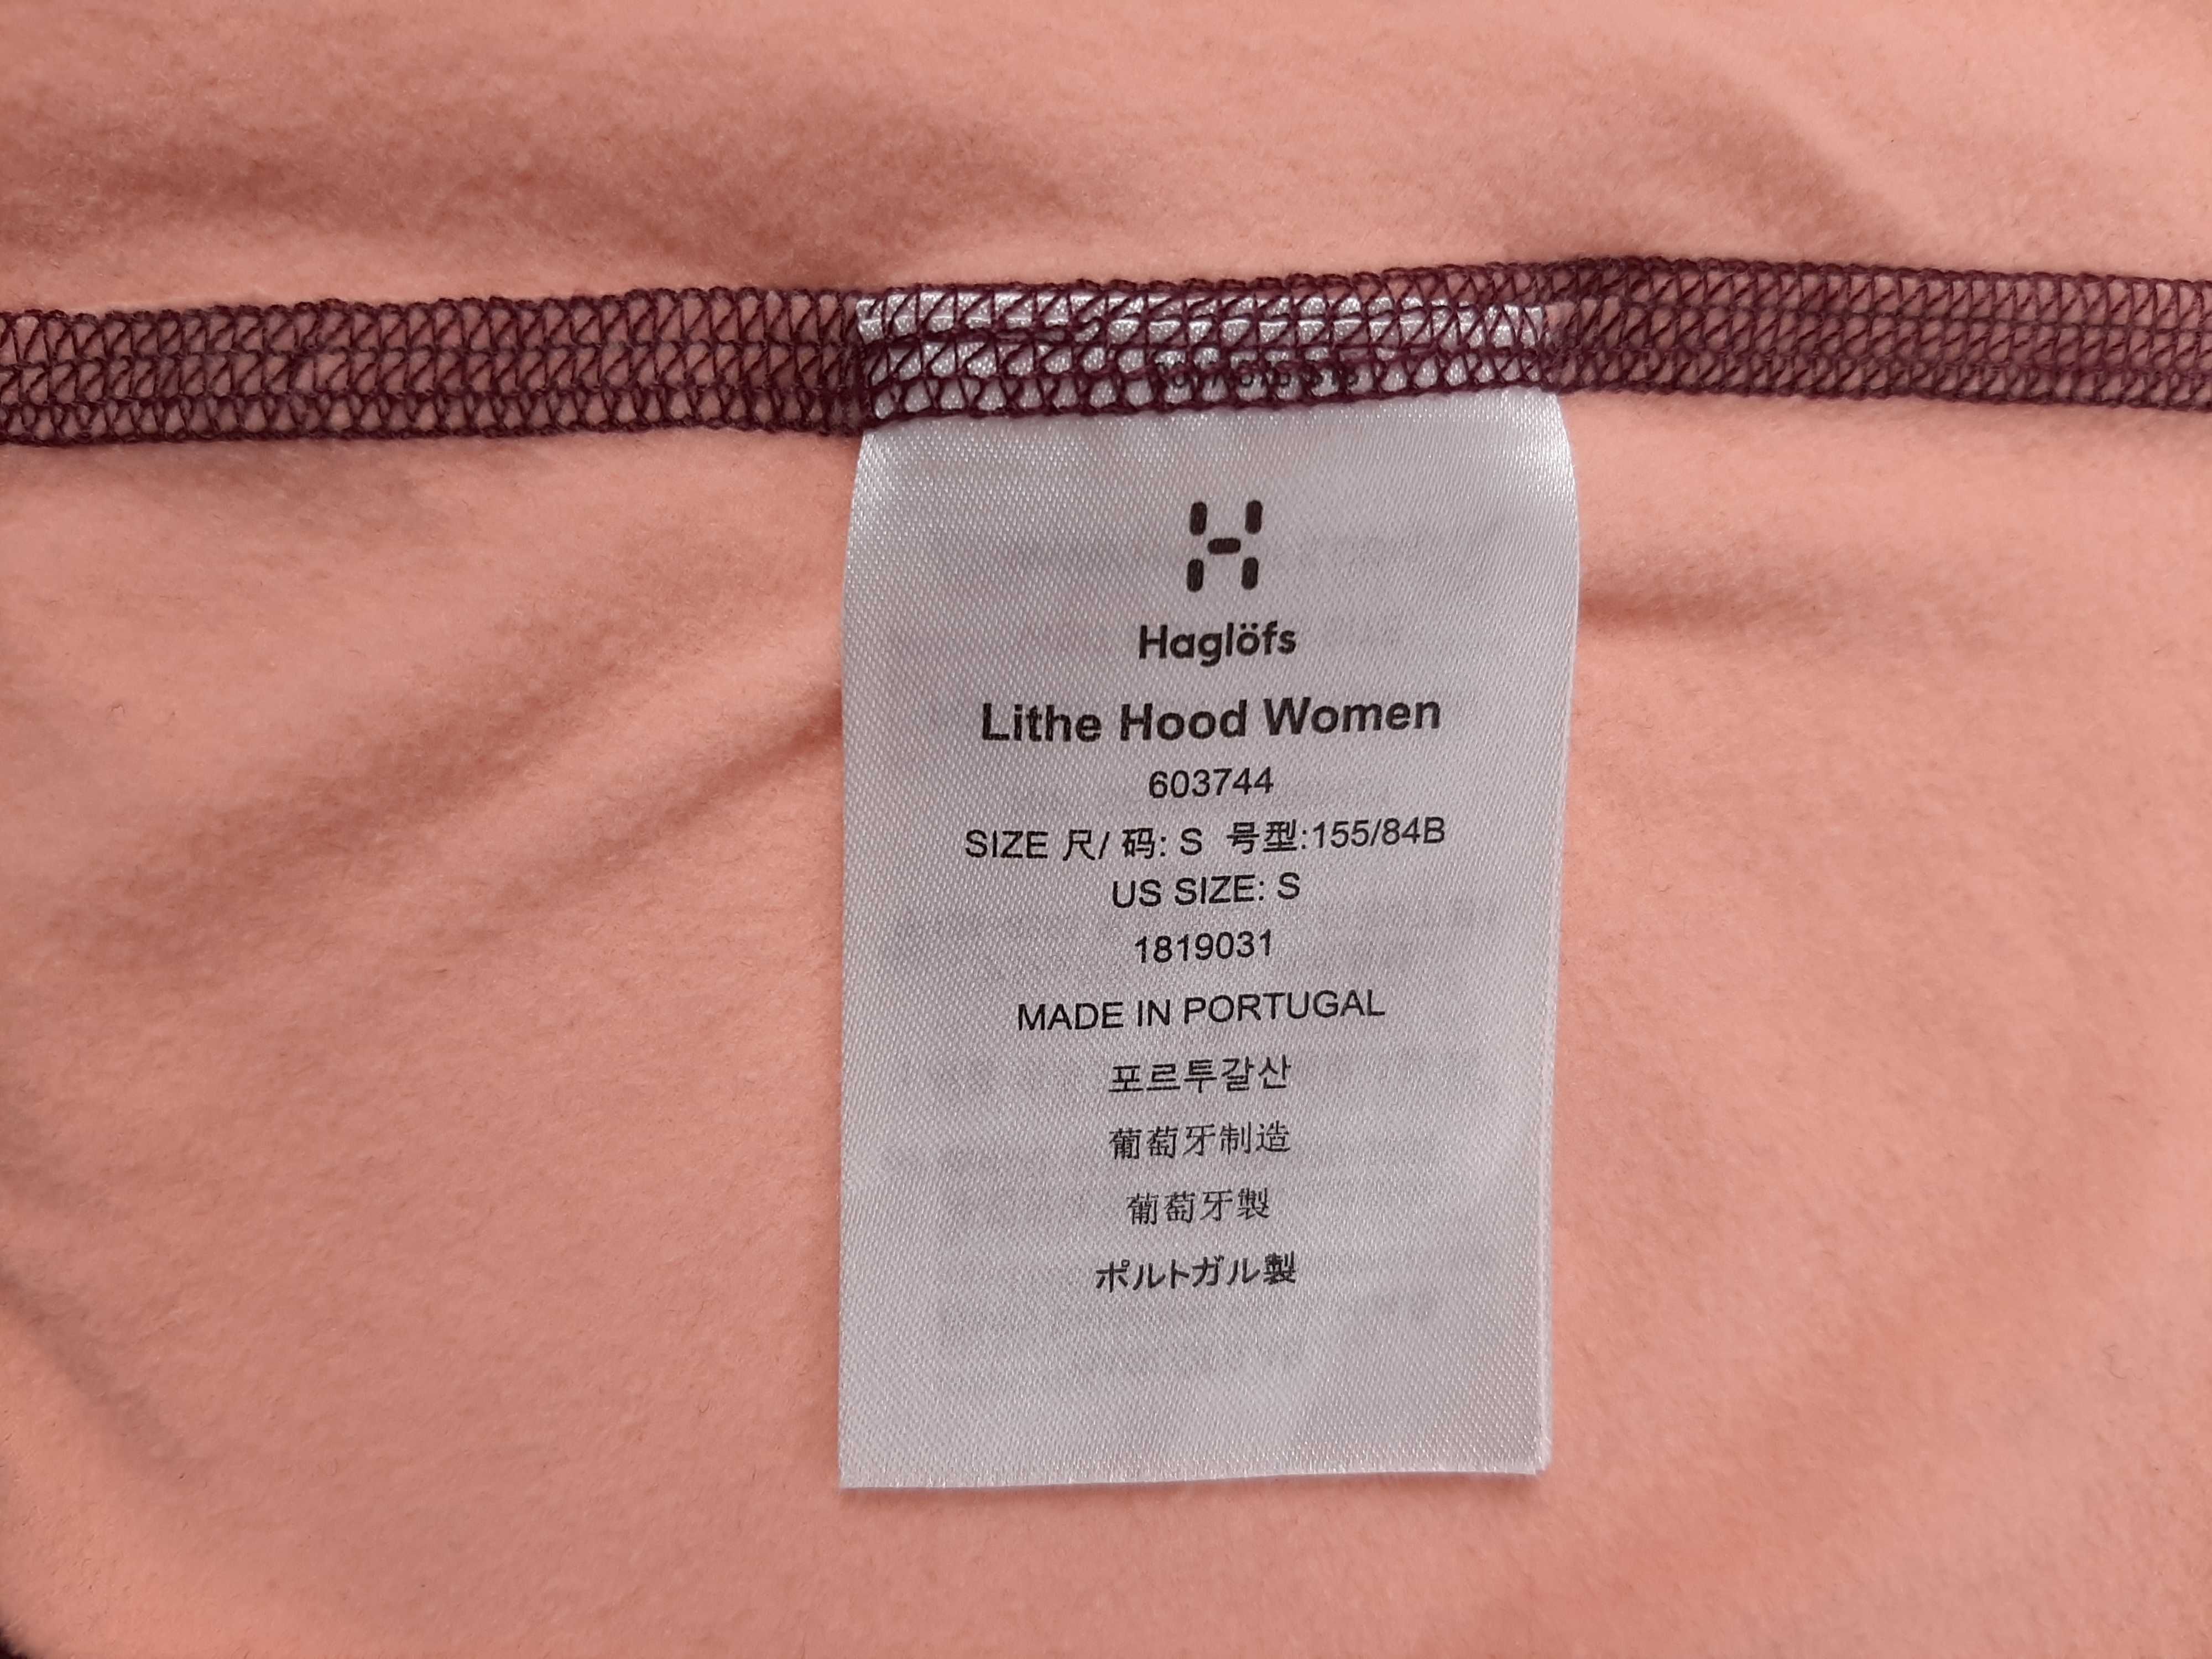 Haglöfs
Lithe Hood Women
603744
SIZE 尺/ 码: S 号型:155/84B
US SIZE: S
1819031
MADE IN PORTUGAL
포르투갈산
葡萄牙制造
葡萄牙製
ポルトガル製